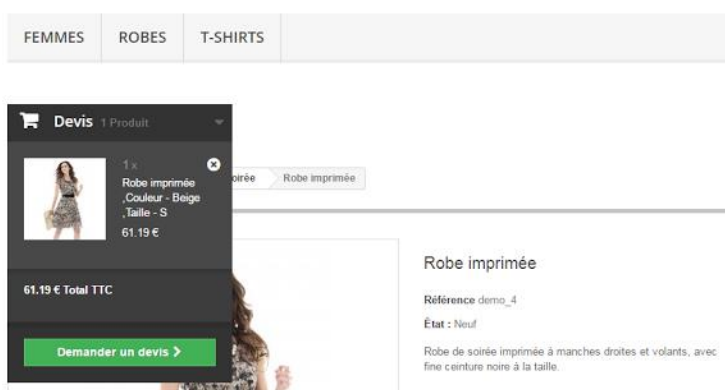 FEMMES ROBES T-SHIRTS
Devis 1 Produit
1 x
Robe imprimée
,Couleur - Beige
,Taille - S
61.19 €
61.19 € Total TTC
Demander un devis
oirée Robe imprimée
Robe imprimée
Référence demo_4
État : Neuf
Robe de soirée imprimée à manches droites et volants, avec
fine ceinture noire à la taille.